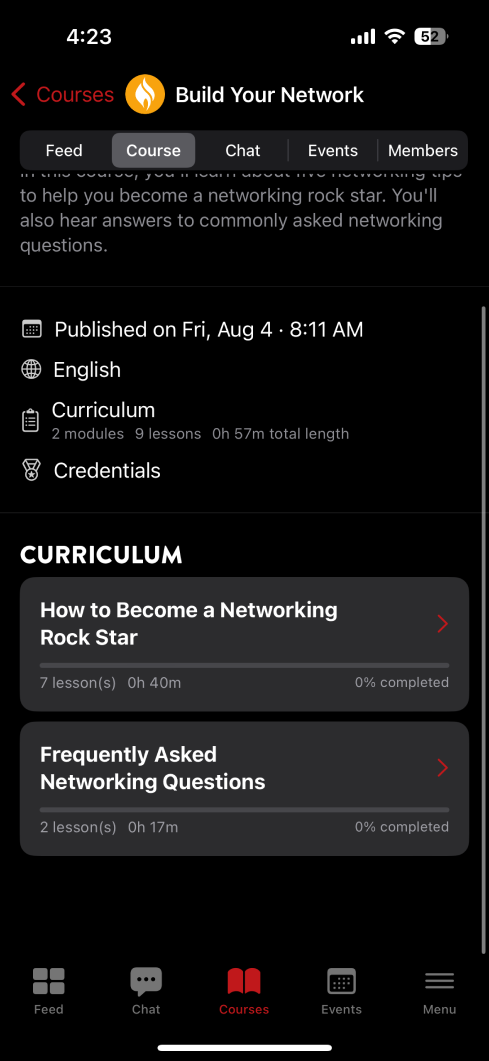 4:23
52
Courses
Build Your Network
Feed
Course
Chat
Events
Members
In this course, you'll learn about five networking tips
to help you become a networking rock star. You'll
also hear answers to commonly asked networking
questions.
Published on Fri, Aug 4 · 8:11 AM
English
Curriculum
2 modules 9 lessons 0h 57m total length
Credentials
CURRICULUM
How to Become a Networking
Rock Star
7 lesson(s) 0h 40m
0% completed
Frequently Asked
Networking Questions
2 lesson(s) 0h 17m
0% completed
Feed
Chat
Courses
Events
Menu